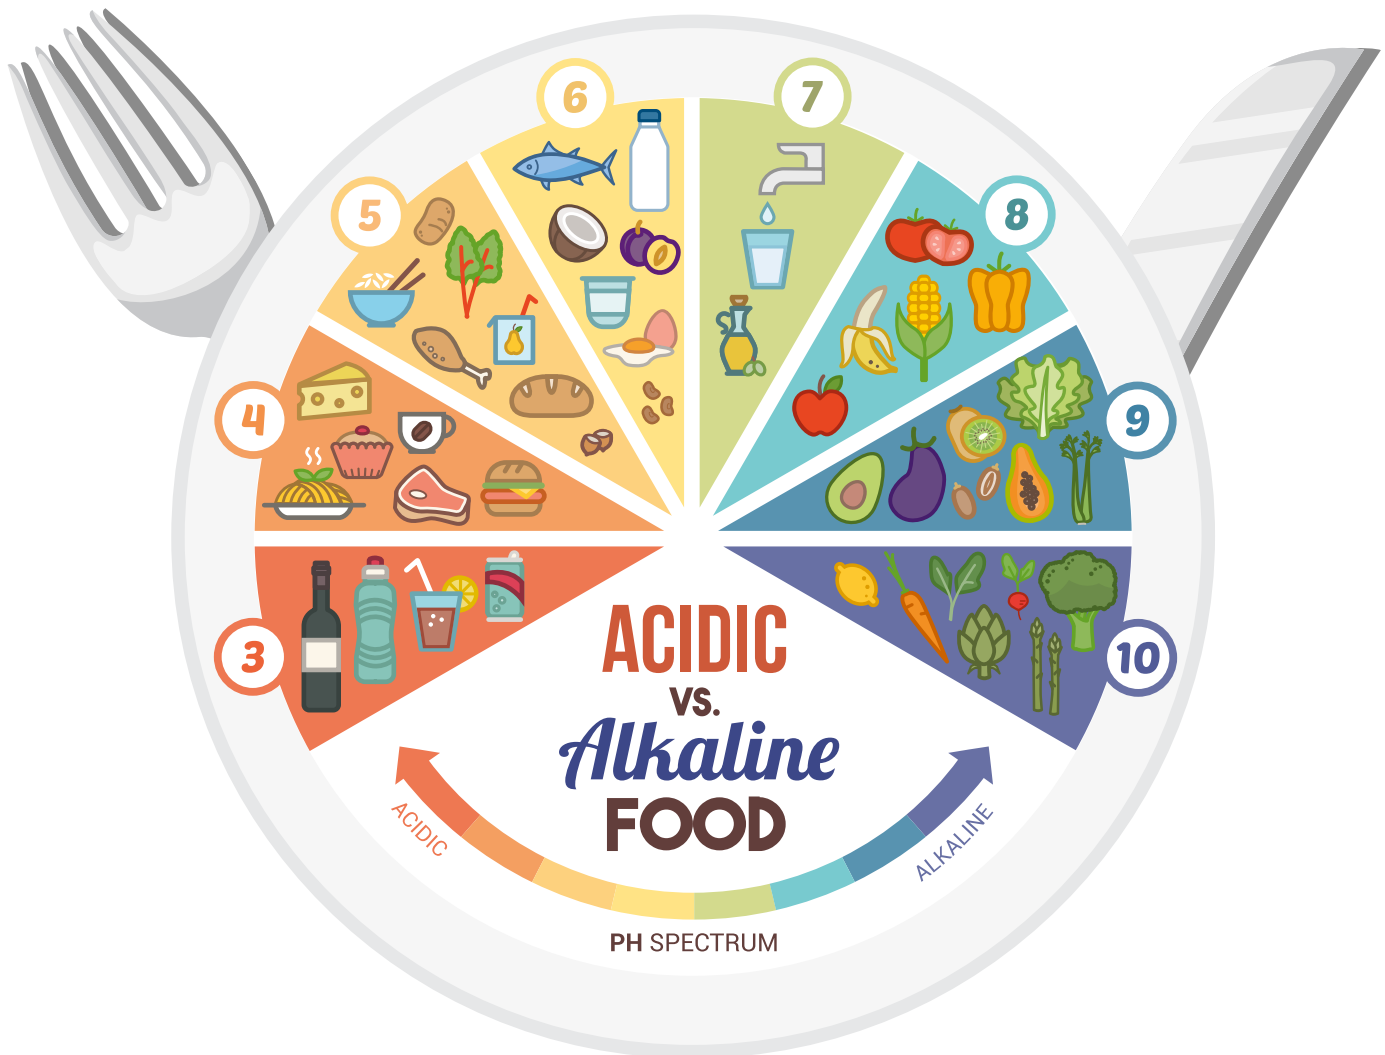 6
7
5
8
4
9
3
10
ACIDIC
VS.
Alkaline
FOOD
ACIDIC
ALKALINE
PH SPECTRUM